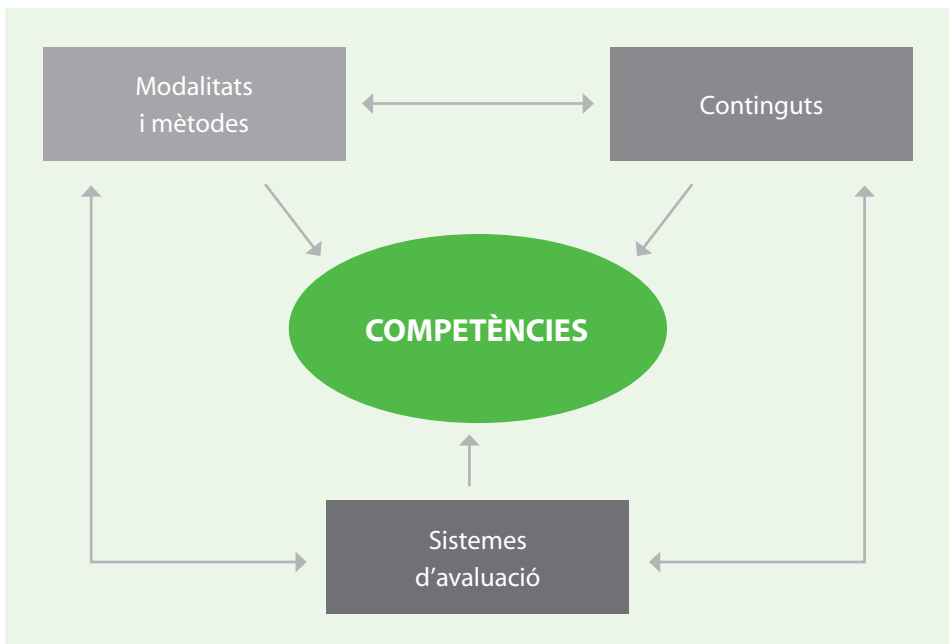 Modalitats
i mètodes
Continguts
COMPETÈNCIES
Sistemes
d’avaluació